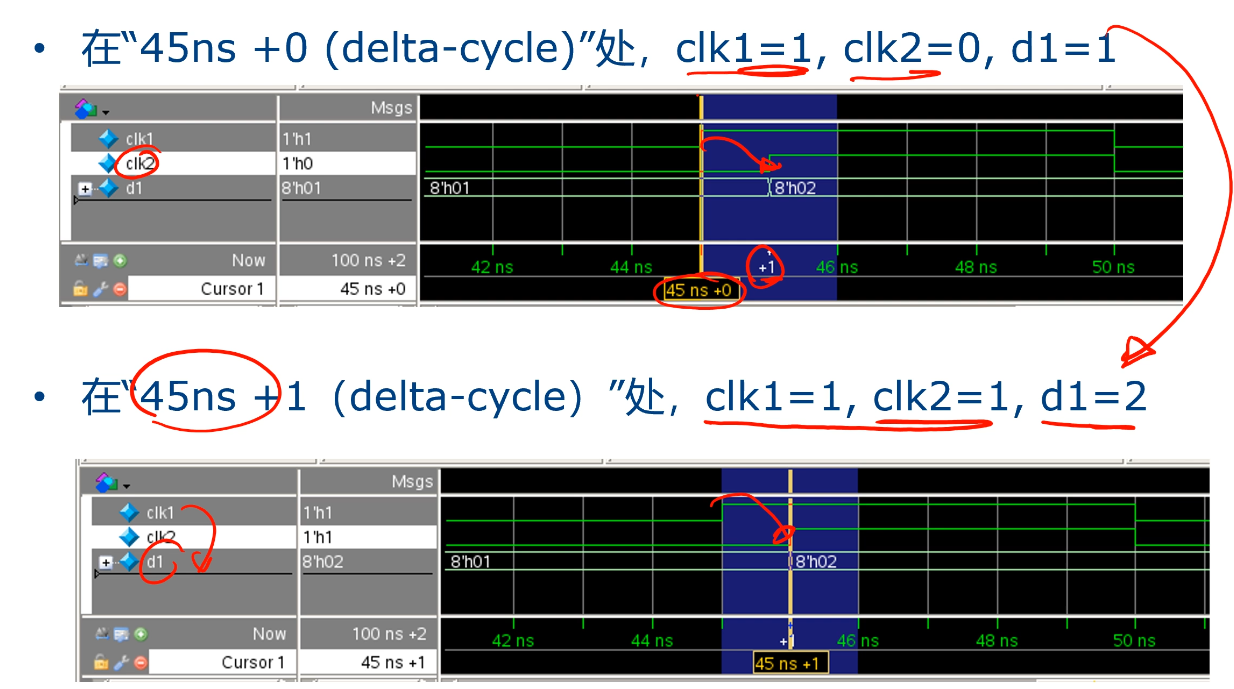 • 在“45ns +0 (delta-cycle)”处，clk1=1, clk2=0, d1=1
Msgs
clk1 1'h1
clk2 1'h0
d1 8'h01 8'h01 8'h02
Now 100 ns +2 42 ns 44 ns +1 46 ns 48 ns 50 ns
Cursor 1 45 ns +0 45 ns +0
• 在“45ns +1（delta-cycle）”处，clk1=1, clk2=1, d1=2
Msgs
clk1 1'h1
clk2 1'h1
d1 8'h02 8'h01 8'h02
Now 100 ns +2 42 ns 44 ns +1 46 ns 48 ns 50 ns
Cursor 1 45 ns +1 45 ns +1